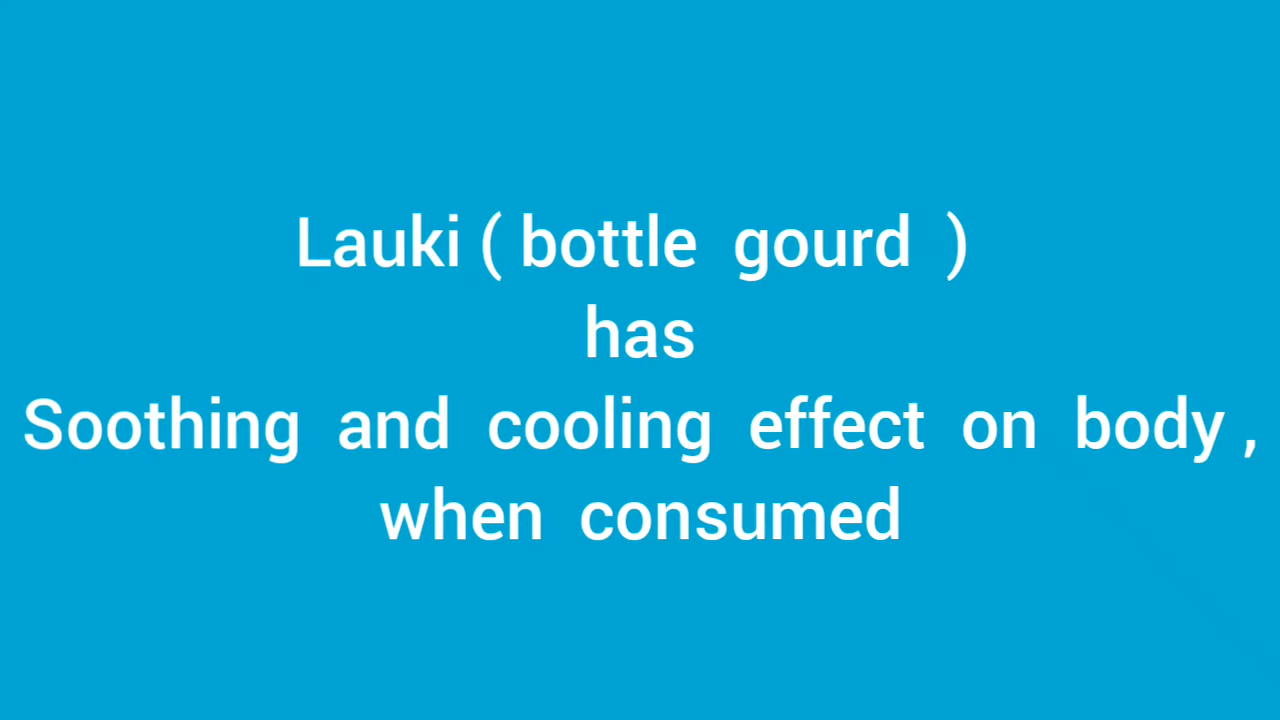 Lauki ( bottle gourd )
has
Soothing and cooling effect on body ,
when consumed